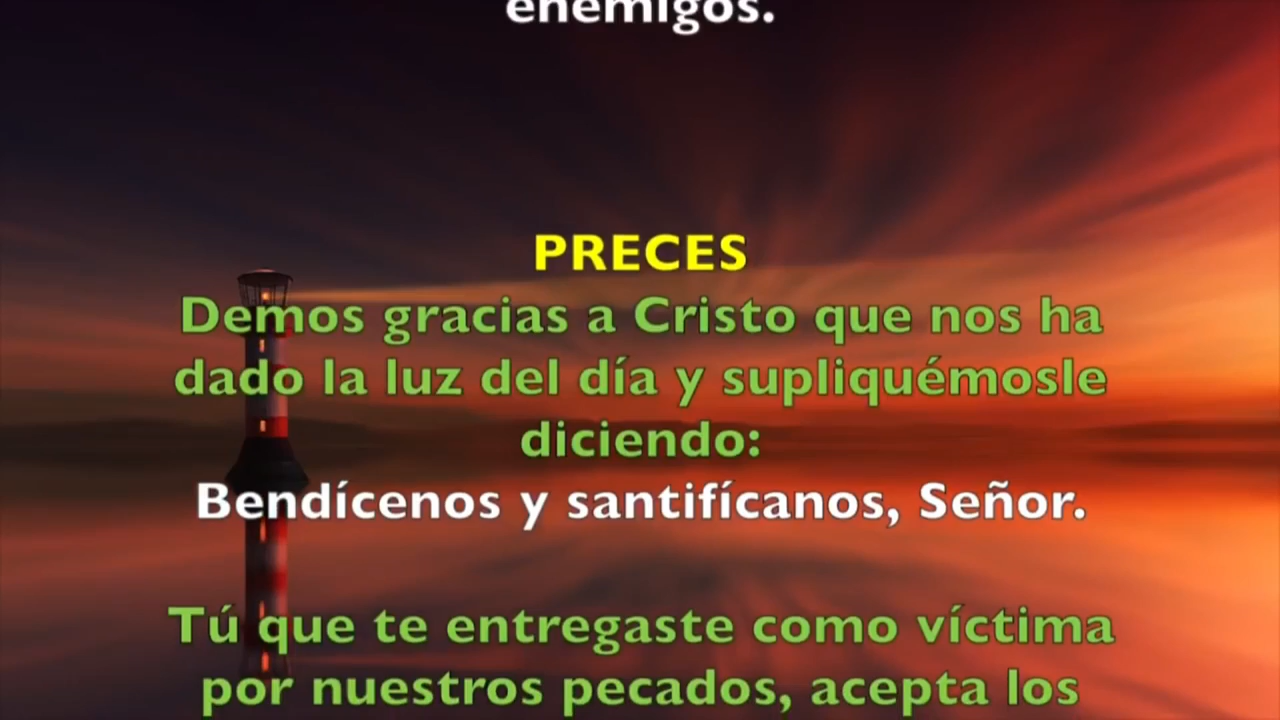 enemigos.
PRECES
Demos gracias a Cristo que nos ha
dado la luz del día y supliquémosle
diciendo:
Bendícenos y santifícanos, Señor.
Tú que te entregaste como víctima
por nuestros pecados, acepta los